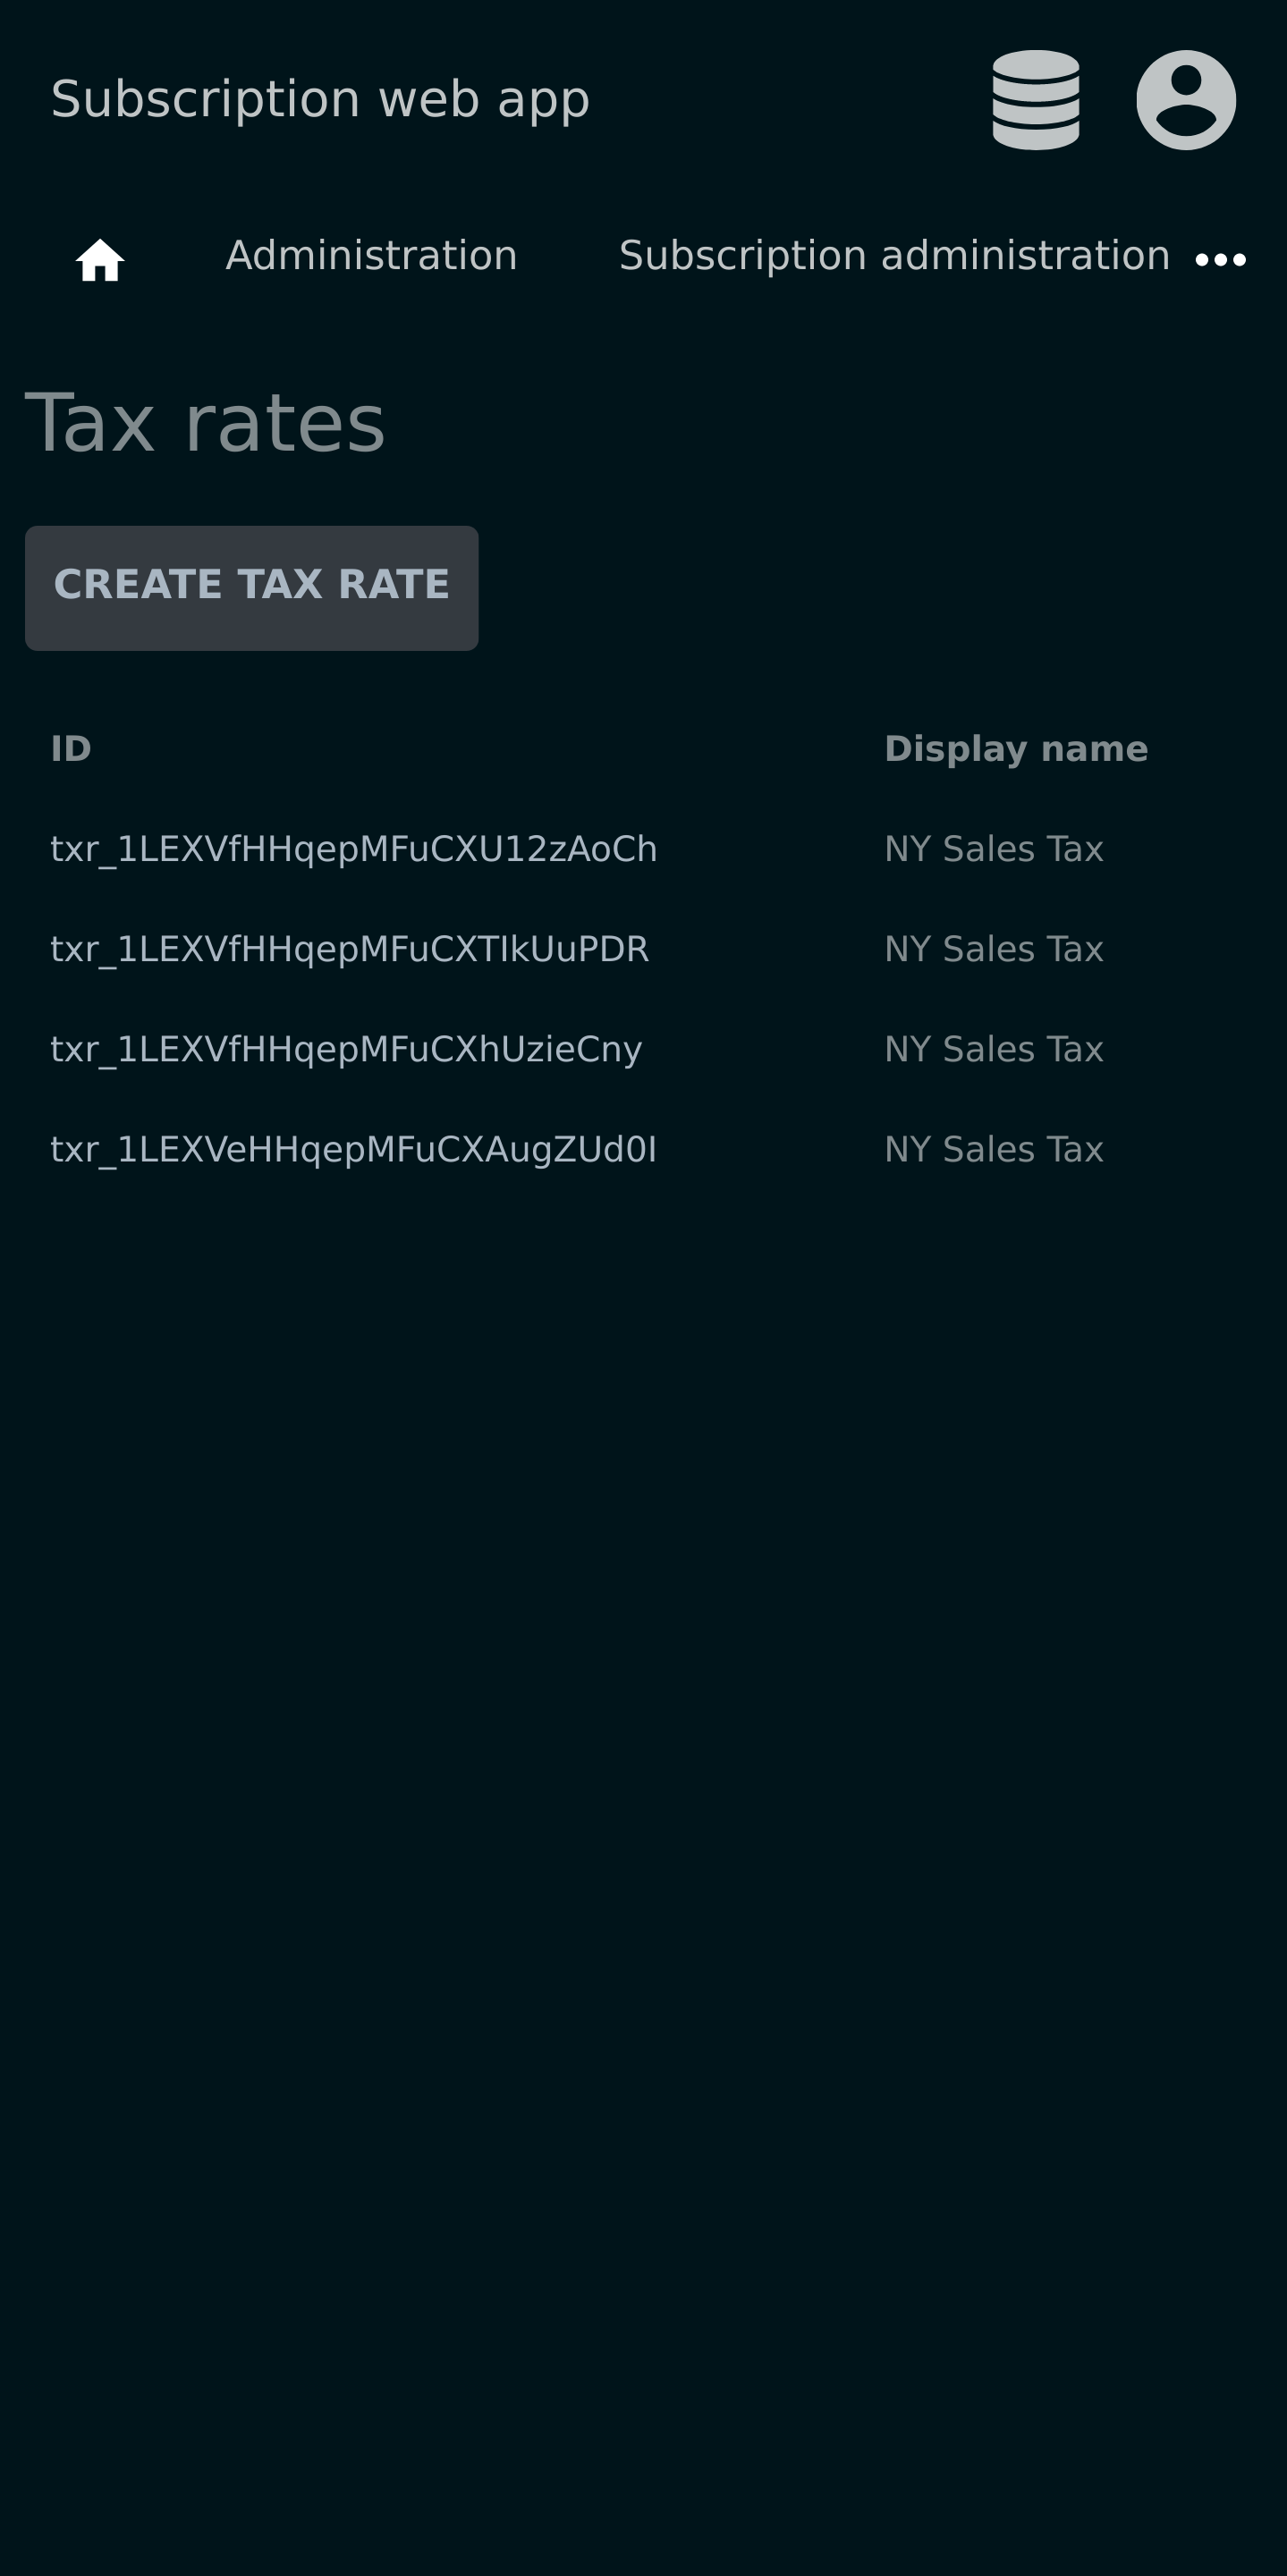 Subscription web app
Administration Subscription administration
Tax rates
CREATE TAX RATE
ID Display name
txr_1LEXVfHHqepMFuCXU12zAoCh NY Sales Tax
txr_1LEXVfHHqepMFuCXTIkUuPDR NY Sales Tax
txr_1LEXVfHHqepMFuCXhUzieCny NY Sales Tax
txr_1LEXVeHHqepMFuCXAugZUd0I NY Sales Tax